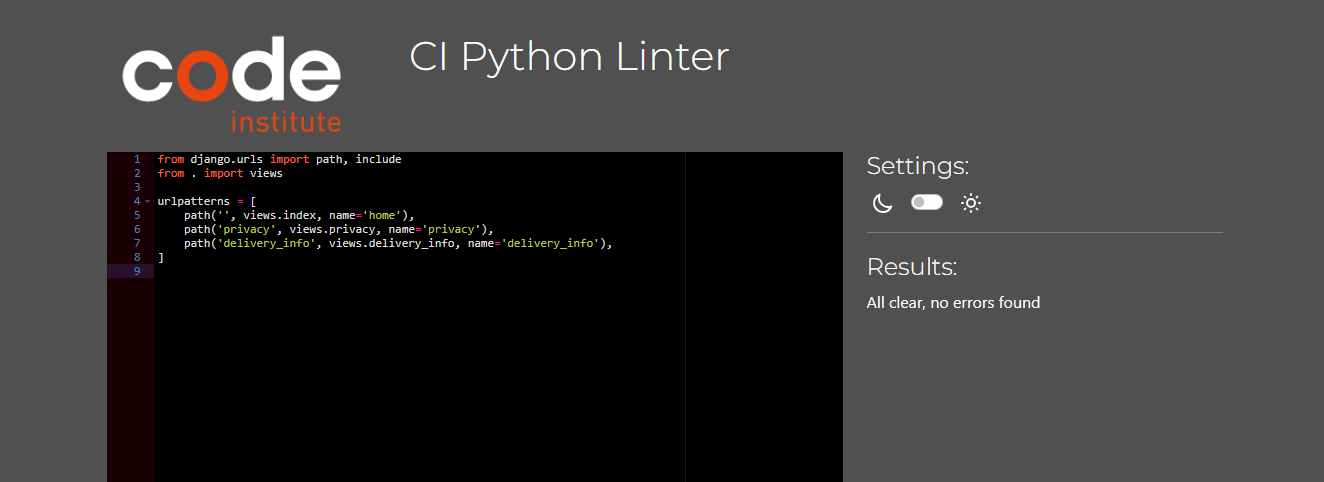 code
institute
CI Python Linter
1 from django.urls import path, include
2 from . import views
3
4 urlpatterns = [
5     path('', views.index, name='home'),
6     path('privacy', views.privacy, name='privacy'),
7     path('delivery_info', views.delivery_info, name='delivery_info'),
8 ]
9
Settings:
Results:
All clear, no errors found